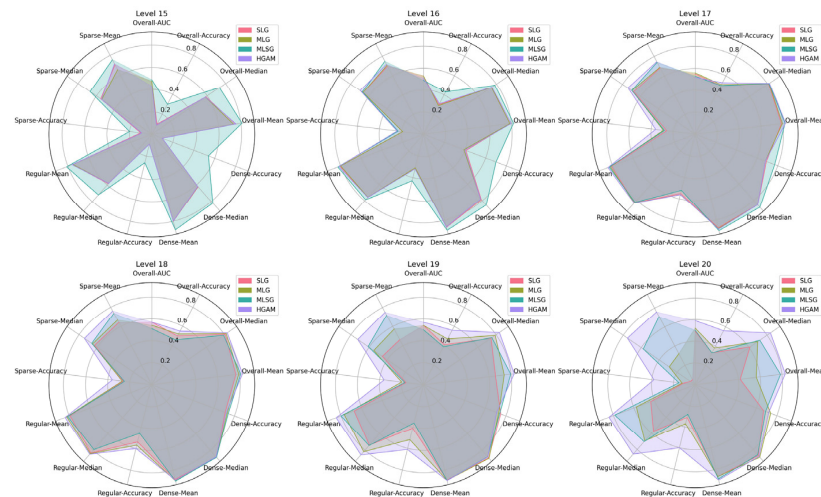 Level 15
Overall-AUC
Overall-Accuracy
Overall-Median
Overall-Mean
Dense-Accuracy
Dense-Median
Dense-Mean
Regular-Accuracy
Regular-Median
Regular-Mean
Sparse-Accuracy
Sparse-Median
Sparse-Mean
0.2
0.4
0.6
0.8
SLG
MLG
MLSG
HGAM
Level 16
Overall-AUC
Overall-Accuracy
Overall-Median
Overall-Mean
Dense-Accuracy
Dense-Median
Dense-Mean
Regular-Accuracy
Regular-Median
Regular-Mean
Sparse-Accuracy
Sparse-Median
Sparse-Mean
0.2
0.4
0.6
0.8
SLG
MLG
MLSG
HGAM
Level 17
Overall-AUC
Overall-Accuracy
Overall-Median
Overall-Mean
Dense-Accuracy
Dense-Median
Dense-Mean
Regular-Accuracy
Regular-Median
Regular-Mean
Sparse-Accuracy
Sparse-Median
Sparse-Mean
0.2
0.4
0.6
0.8
SLG
MLG
MLSG
HGAM
Level 18
Overall-AUC
Overall-Accuracy
Overall-Median
Overall-Mean
Dense-Accuracy
Dense-Median
Dense-Mean
Regular-Accuracy
Regular-Median
Regular-Mean
Sparse-Accuracy
Sparse-Median
Sparse-Mean
0.2
0.4
0.6
0.8
SLG
MLG
MLSG
HGAM
Level 19
Overall-AUC
Overall-Accuracy
Overall-Median
Overall-Mean
Dense-Accuracy
Dense-Median
Dense-Mean
Regular-Accuracy
Regular-Median
Regular-Mean
Sparse-Accuracy
Sparse-Median
Sparse-Mean
0.2
0.4
0.6
0.8
SLG
MLG
MLSG
HGAM
Level 20
Overall-AUC
Overall-Accuracy
Overall-Median
Overall-Mean
Dense-Accuracy
Dense-Median
Dense-Mean
Regular-Accuracy
Regular-Median
Regular-Mean
Sparse-Accuracy
Sparse-Median
Sparse-Mean
0.2
0.4
0.6
0.8
SLG
MLG
MLSG
HGAM